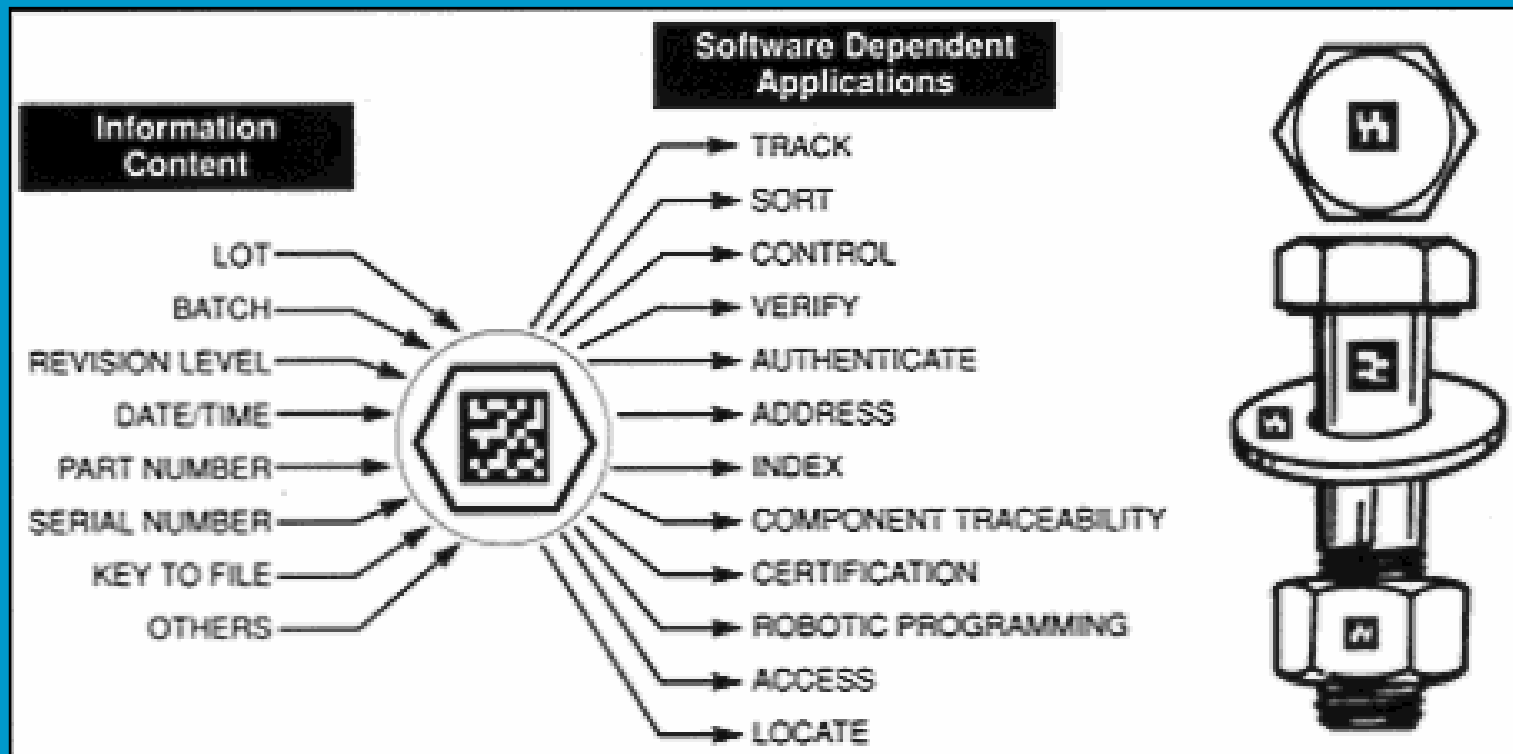 Information
Content
LOT
BATCH
REVISION LEVEL
DATE/TIME
PART NUMBER
SERIAL NUMBER
KEY TO FILE
OTHERS
Software Dependent
Applications
TRACK
SORT
CONTROL
VERIFY
AUTHENTICATE
ADDRESS
INDEX
COMPONENT TRACEABILITY
CERTIFICATION
ROBOTIC PROGRAMMING
ACCESS
LOCATE